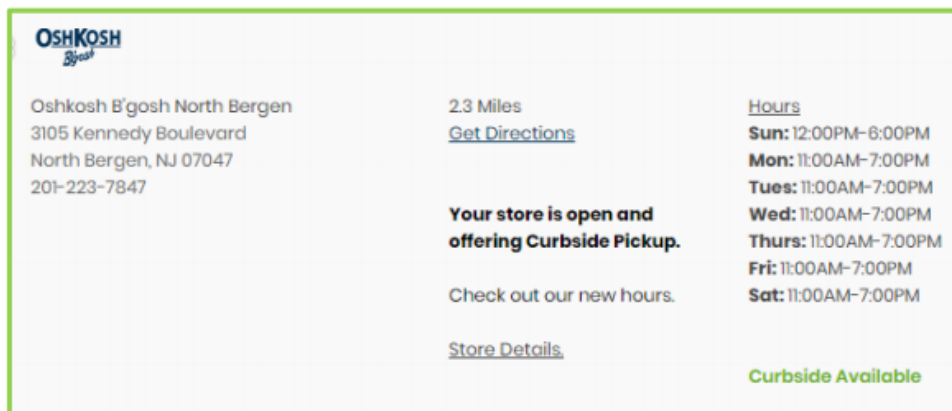 OSHKOSH
B'gosh
Oshkosh B'gosh North Bergen
3105 Kennedy Boulevard
North Bergen, NJ 07047
201-223-7847
2.3 Miles
Get Directions
Your store is open and
offering Curbside Pickup.
Check out our new hours.
Store Details.
Hours
Sun: 12:00PM-6:00PM
Mon: 11:00AM-7:00PM
Tues: 11:00AM-7:00PM
Wed: 11:00AM-7:00PM
Thurs: 11:00AM-7:00PM
Fri: 11:00AM-7:00PM
Sat: 11:00AM-7:00PM
Curbside Available